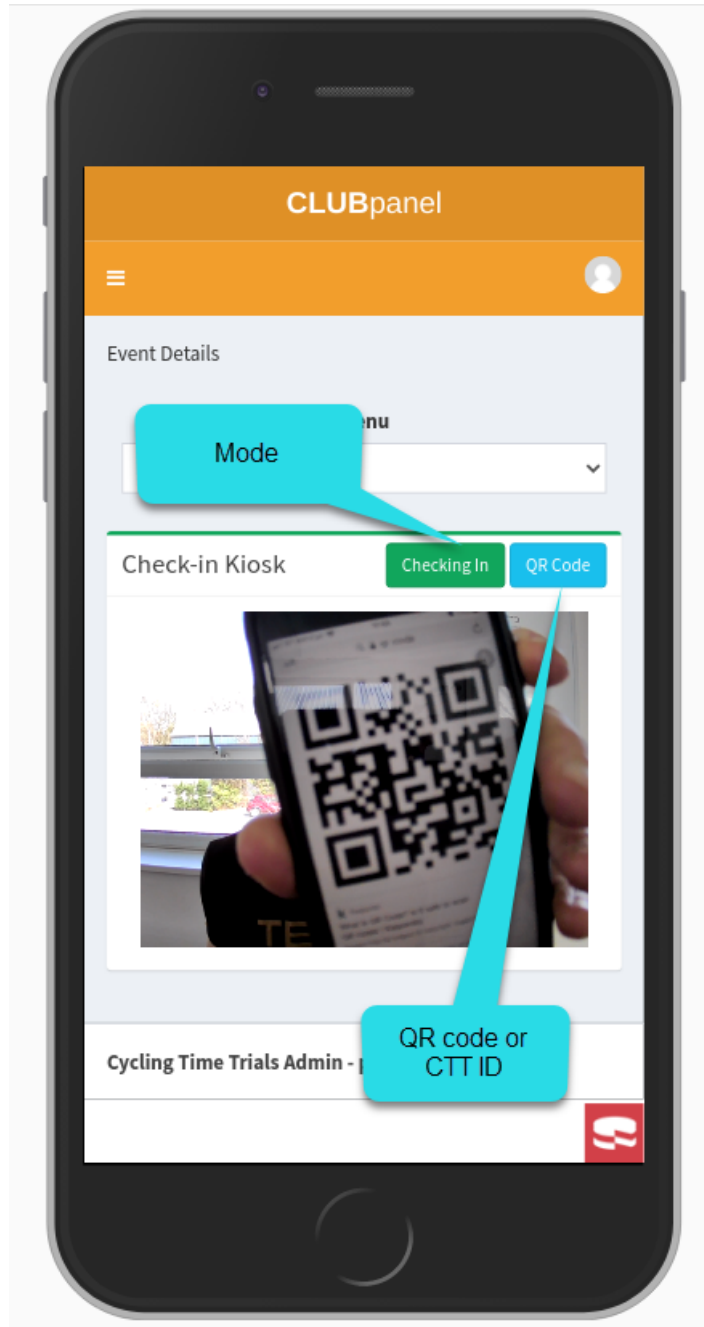 CLUBpanel
Event Details
enu
Mode
Check-in Kiosk
Checking In
QR Code
TE
QR code or
CTT ID
Cycling Time Trials Admin -